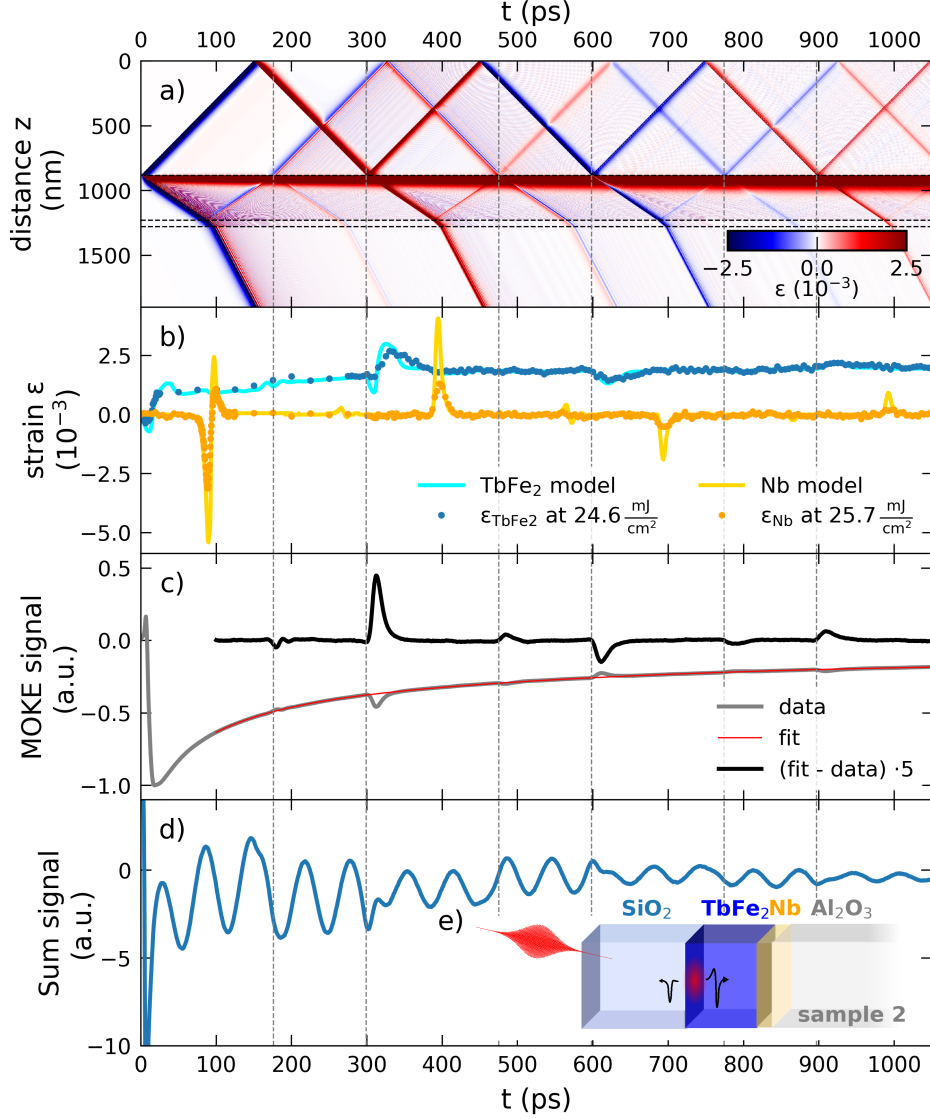 t (ps)
0 100 200 300 400 500 600 700 800 900 1000
a)
0
500
1000
1500
distance z
(nm)
−2.5 0.0 2.5
ε (10⁻³)
b)
2.5
0.0
−2.5
−5.0
strain ε
(10⁻³)
TbFe₂ model
Nb model
ε_TbFe2 at 24.6 mJ/cm²
ε_Nb at 25.7 mJ/cm²
c)
0.5
0.0
−0.5
−1.0
MOKE signal
(a.u.)
data
fit
(fit - data) ·5
d)
0
−5
−10
Sum signal
(a.u.)
e)
SiO₂ TbFe₂ Nb Al₂O₃
sample 2
0 100 200 300 400 500 600 700 800 900 1000
t (ps)